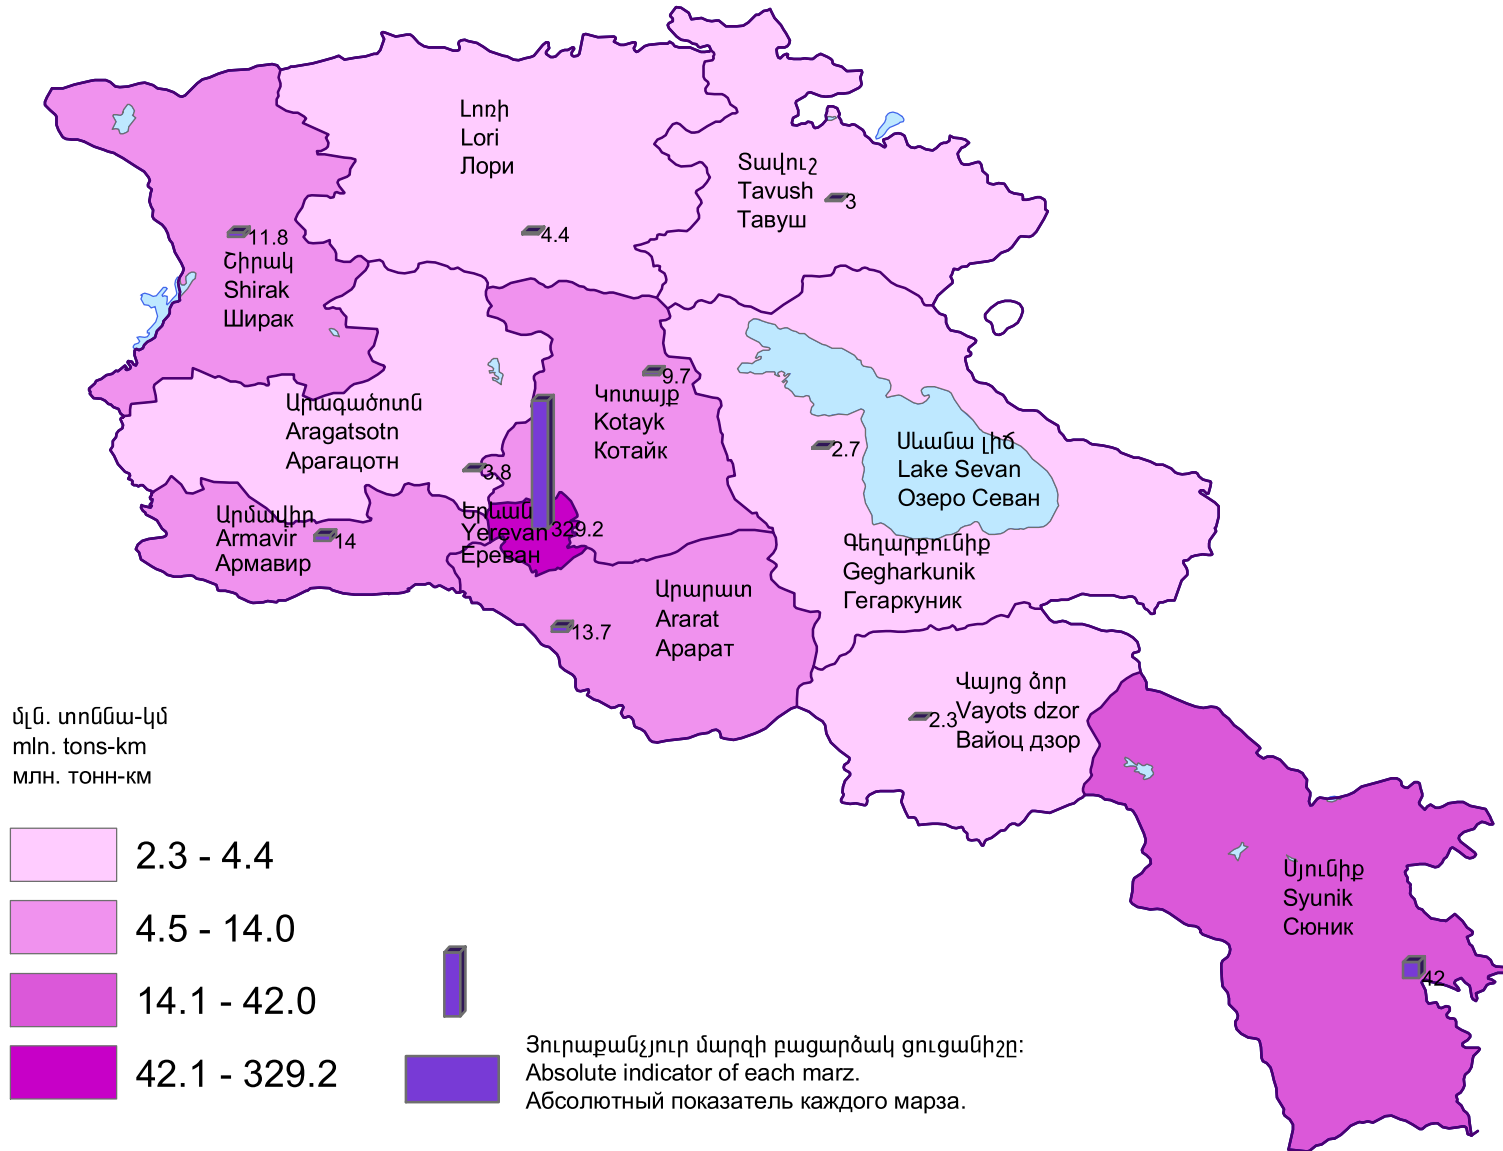 Լոռի
Lori
Лори
4.4
Տավուշ
Tavush
Тавуш
3
11.8
Շիրակ
Shirak
Ширак
9.7
Կոտայք
Kotayk
Котайк
Արագածոտն
Aragatsotn
Арагацотн
3.8
2.7
Սևանա լիճ
Lake Sevan
Озеро Севан
Արմավիր
Armavir
Армавир
14
Երևան
Yerevan
Ереван
329.2
Գեղարքունիք
Gegharkunik
Гегаркуник
Արարատ
Ararat
Арарат
13.7
Վայոց ձոր
Vayots dzor
Вайоц дзор
2.3
Սյունիք
Syunik
Сюник
42
մլն. տոննա-կմ
mln. tons-km
млн. тонн-км
2.3 - 4.4
4.5 - 14.0
14.1 - 42.0
42.1 - 329.2
Յուրաքանչյուր մարզի բացարձակ ցուցանիշը:
Absolute indicator of each marz.
Абсолютный показатель каждого марза.